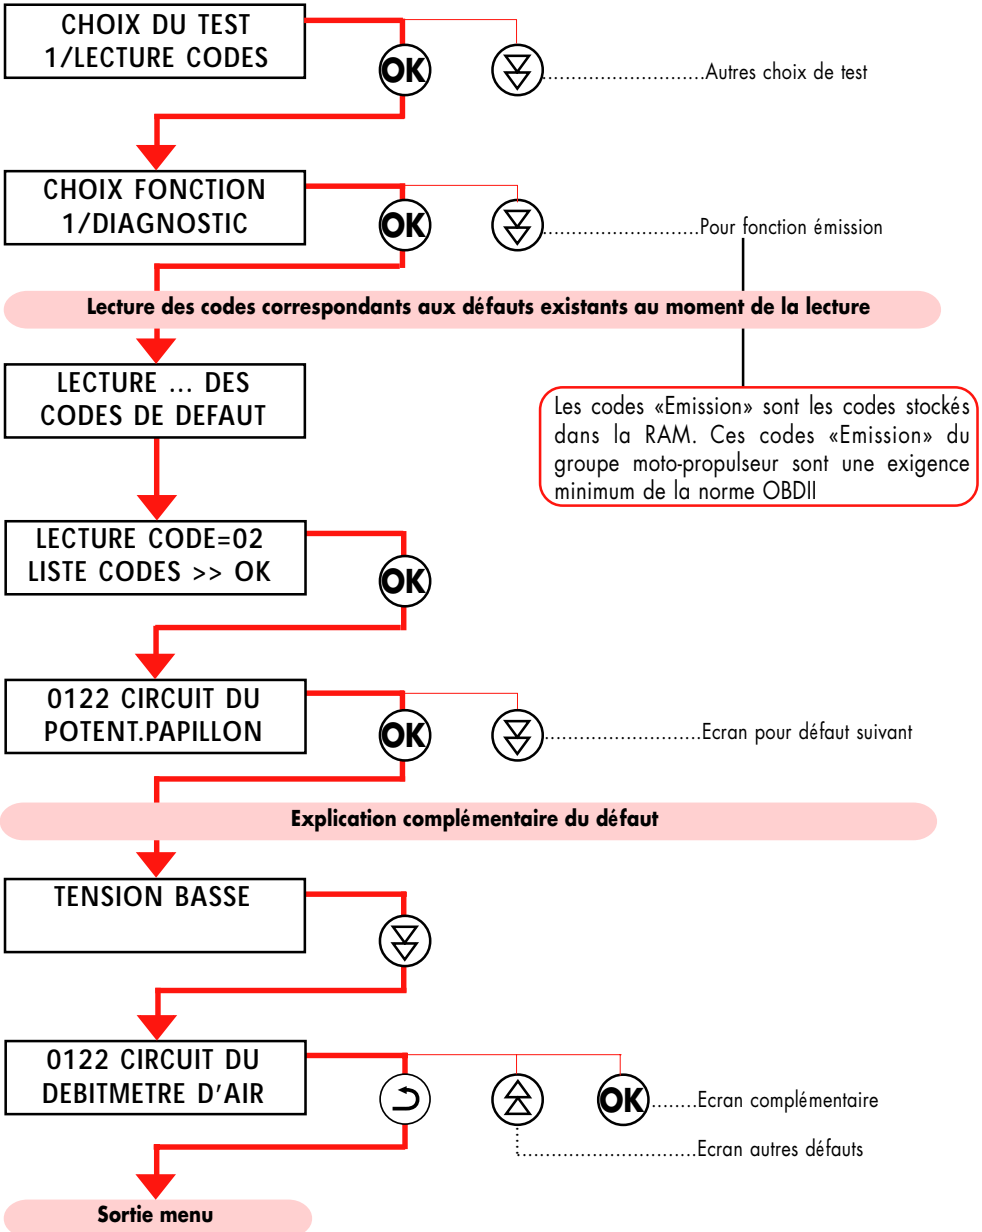 CHOIX DU TEST
1/LECTURE CODES
OK
...........................Autres choix de test
CHOIX FONCTION
1/DIAGNOSTIC
OK
...........................Pour fonction émission
Lecture des codes correspondants aux défauts existants au moment de la lecture
LECTURE ... DES
CODES DE DEFAUT
Les codes «Emission» sont les codes stockés
dans la RAM. Ces codes «Emission» du
groupe moto-propulseur sont une exigence
minimum de la norme OBDII
LECTURE CODE=02
LISTE CODES >> OK
OK
0122 CIRCUIT DU
POTENT.PAPILLON
OK
...........................Ecran pour défaut suivant
Explication complémentaire du défaut
TENSION BASSE
0122 CIRCUIT DU
DEBITMETRE D'AIR
OK
........Ecran complémentaire
...............................Ecran autres défauts
Sortie menu